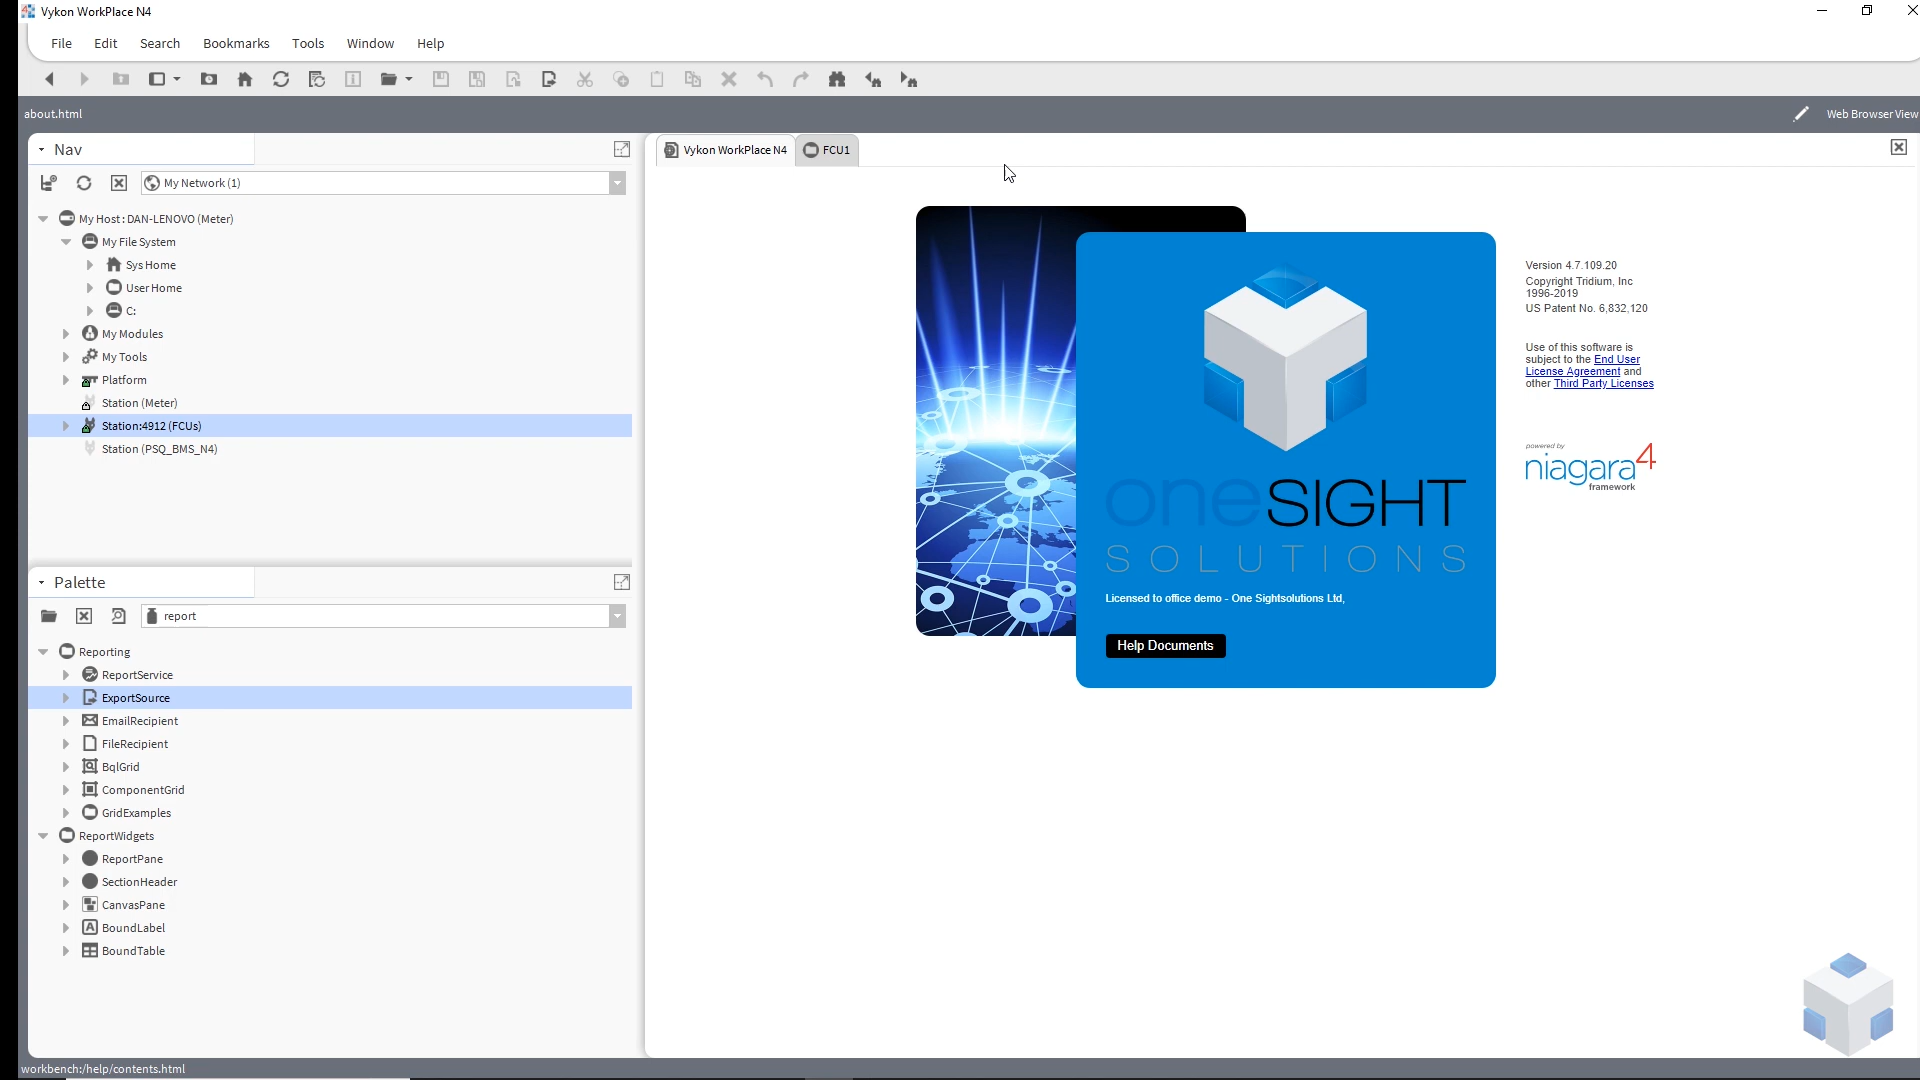 Vykon WorkPlace N4
File Edit Search Bookmarks Tools Window Help
about.html
Web Browser View
Nav
My Network (1)
My Host : DAN-LENOVO (Meter)
My File System
Sys Home
User Home
C:
My Modules
My Tools
Platform
Station (Meter)
Station:4912 (FCUs)
Station (PSQ_BMS_N4)
Palette
report
Reporting
ReportService
ExportSource
EmailRecipient
FileRecipient
BqlGrid
ComponentGrid
GridExamples
ReportWidgets
ReportPane
SectionHeader
CanvasPane
BoundLabel
BoundTable
Vykon WorkPlace N4
FCU1
oneSIGHT
SOLUTIONS
Licensed to office demo - One Sightsolutions Ltd,
Help Documents
Version 4.7.109.20
Copyright Tridium, Inc
1996-2019
US Patent No. 6,832,120
Use of this software is
subject to the End User
License Agreement and
other Third Party Licenses
powered by
niagara4
framework
workbench:/help/contents.html